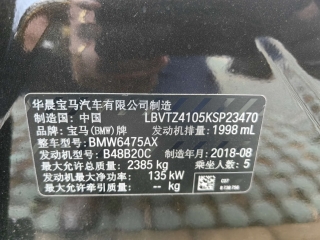 华晨宝马汽车有限公司制造
制造国：中国 LBVTZ4105KSP23470
品牌：宝马(BMW)牌 发动机排量：1998 mL
整车型号：BMW6475AX
发动机型号：B48B20C 制造年月：2018-08
最大允许总质量：2385 kg 乘坐人数：5
发动机最大净功率：135 kW
最大允许牵引质量：-- kg